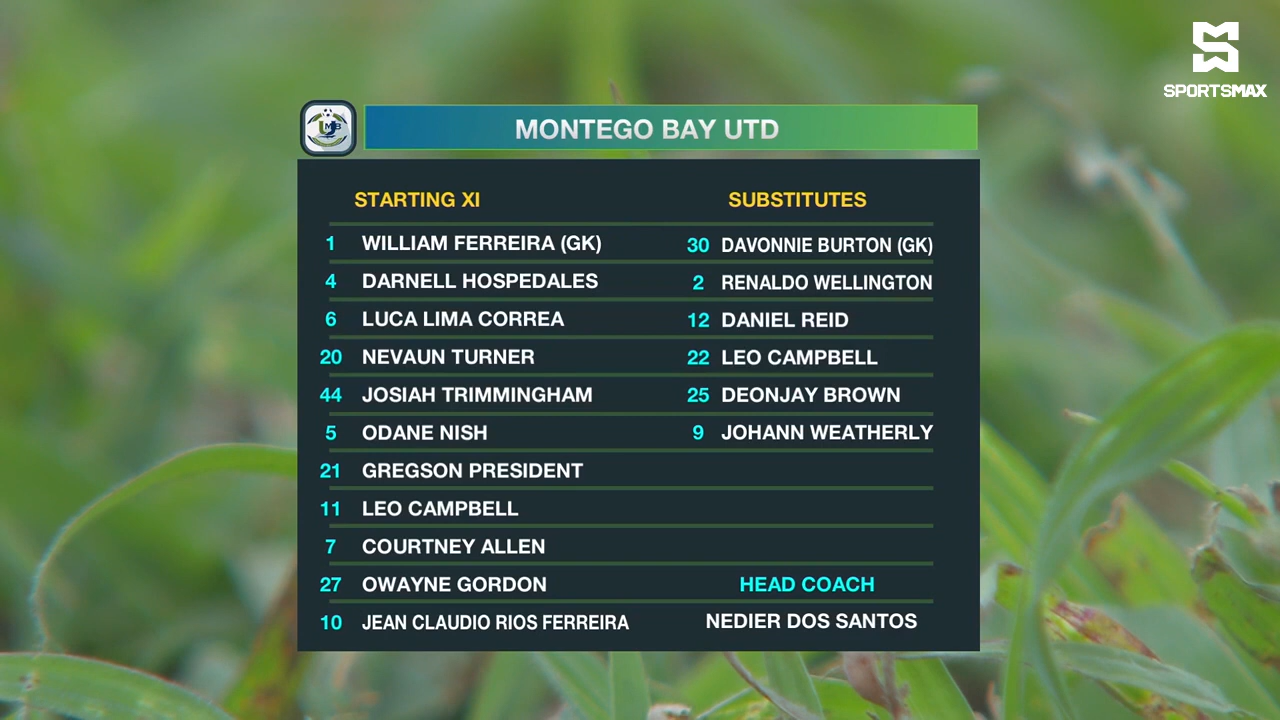 SPORTSMAX
MONTEGO BAY UTD
STARTING XI
1 WILLIAM FERREIRA (GK)
4 DARNELL HOSPEDALES
6 LUCA LIMA CORREA
20 NEVAUN TURNER
44 JOSIAH TRIMMINGHAM
5 ODANE NISH
21 GREGSON PRESIDENT
11 LEO CAMPBELL
7 COURTNEY ALLEN
27 OWAYNE GORDON
10 JEAN CLAUDIO RIOS FERREIRA
SUBSTITUTES
30 DAVONNIE BURTON (GK)
2 RENALDO WELLINGTON
12 DANIEL REID
22 LEO CAMPBELL
25 DEONJAY BROWN
9 JOHANN WEATHERLY
HEAD COACH
NEDIER DOS SANTOS